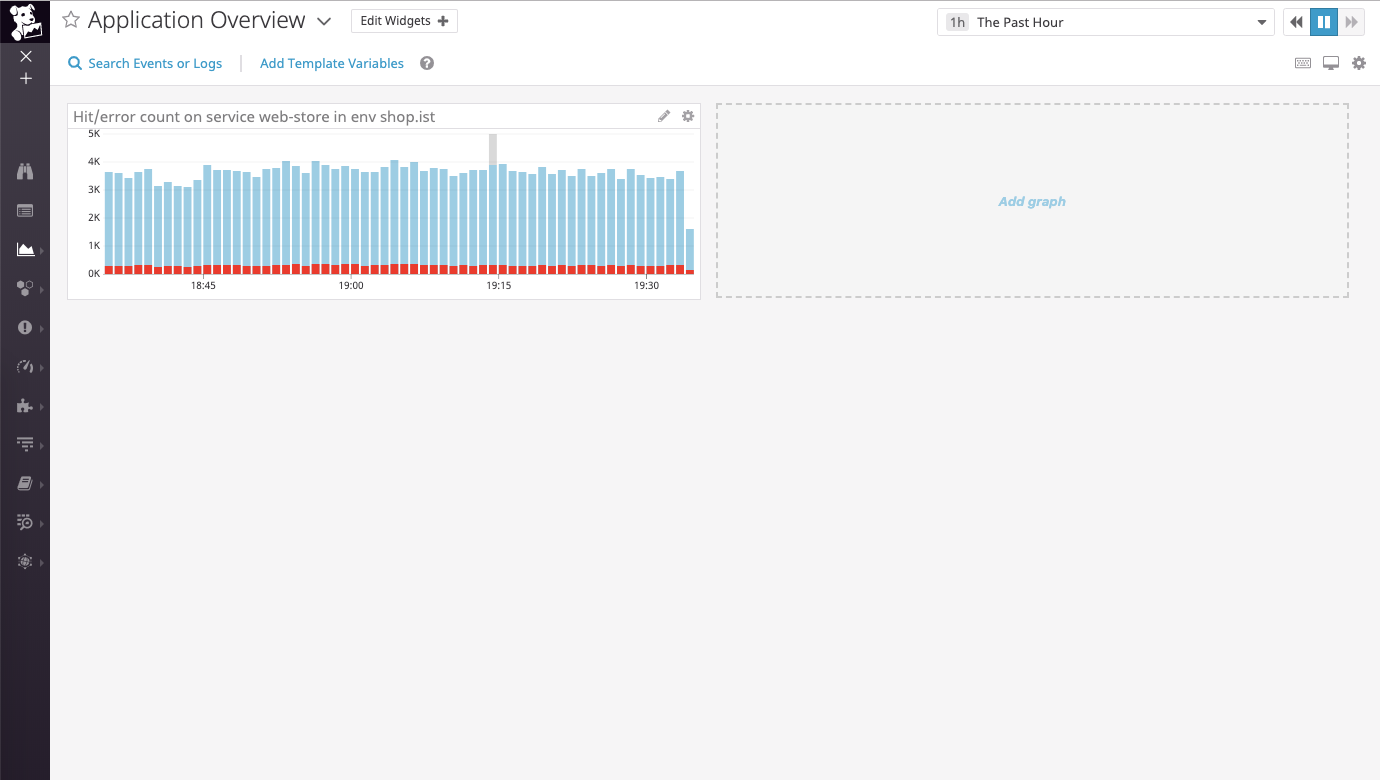 Application Overview
Edit Widgets
1h The Past Hour
Search Events or Logs
Add Template Variables
Hit/error count on service web-store in env shop.ist
5K
4K
3K
2K
1K
0K
18:45 19:00 19:15 19:30
Add graph